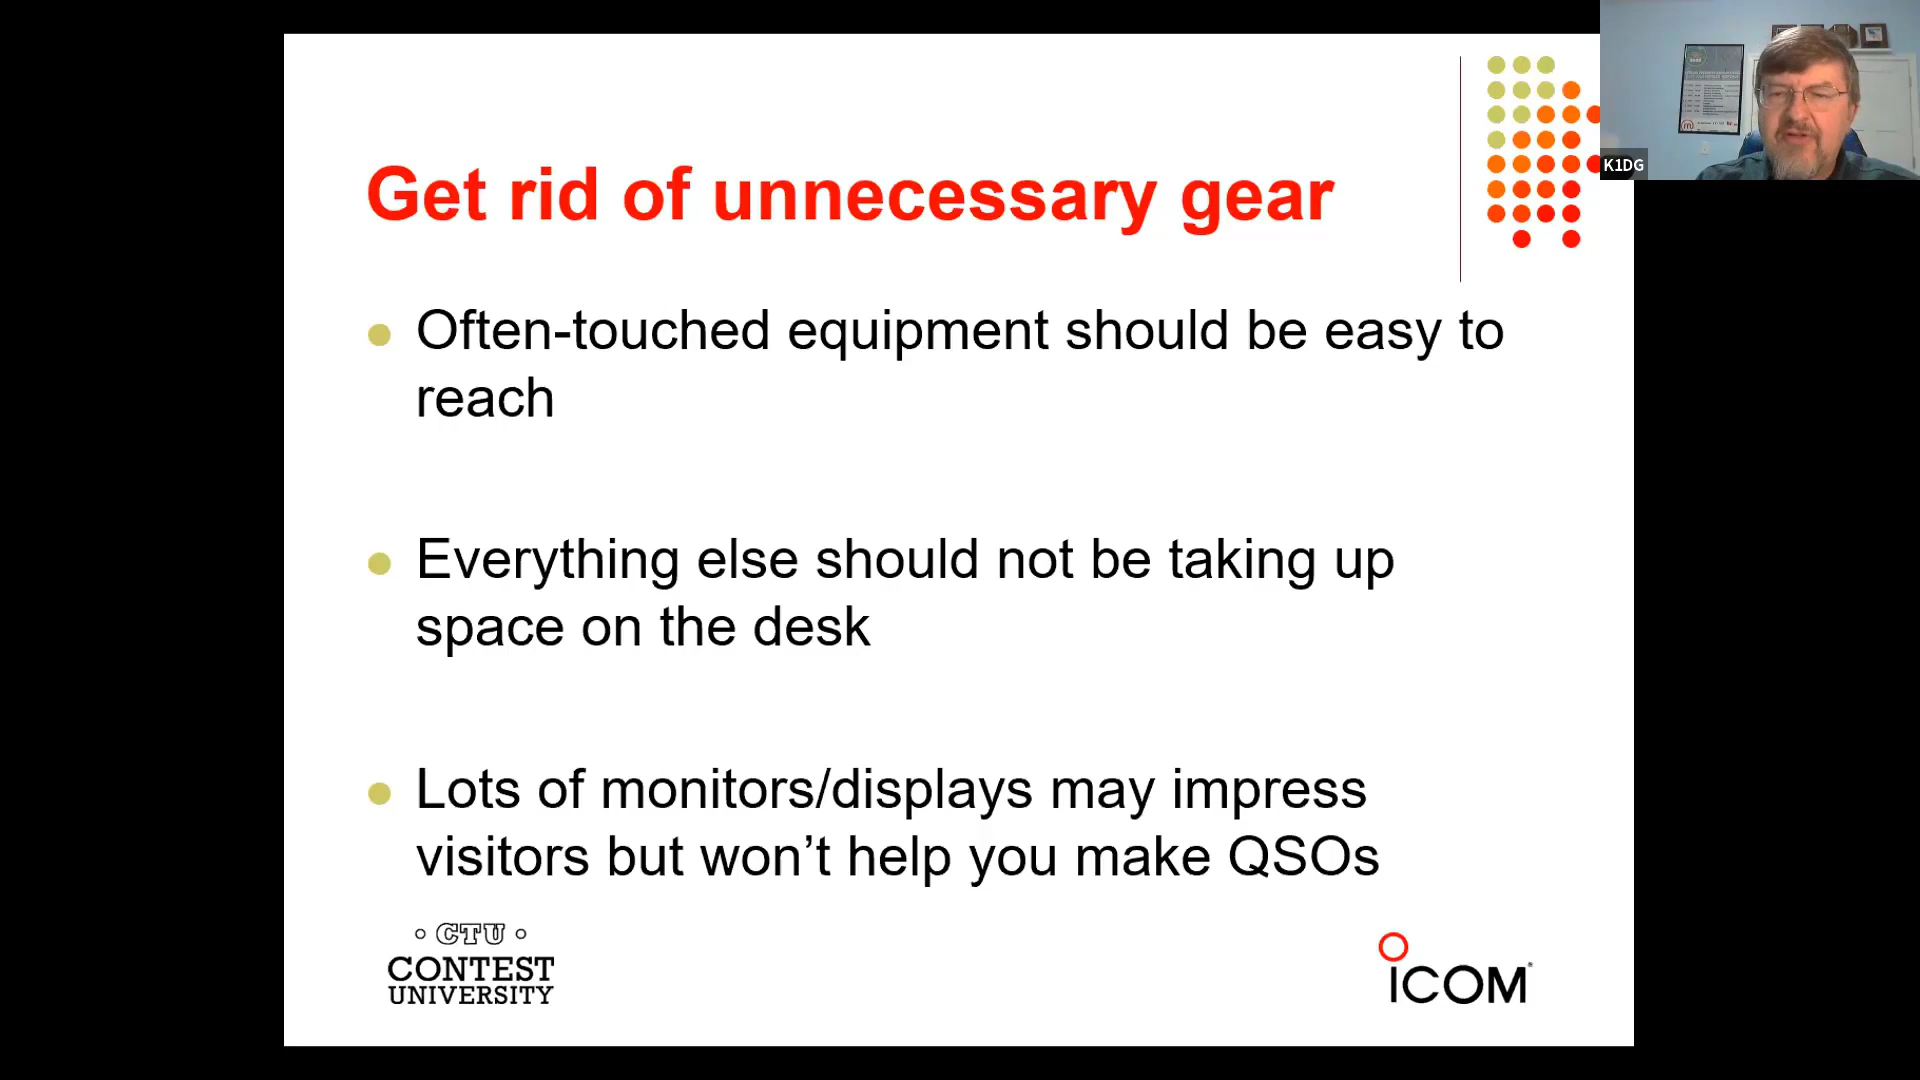 Get rid of unnecessary gear
Often-touched equipment should be easy to
reach
Everything else should not be taking up
space on the desk
Lots of monitors/displays may impress
visitors but won’t help you make QSOs
CTU
CONTEST
UNIVERSITY
ICOM
K1DG